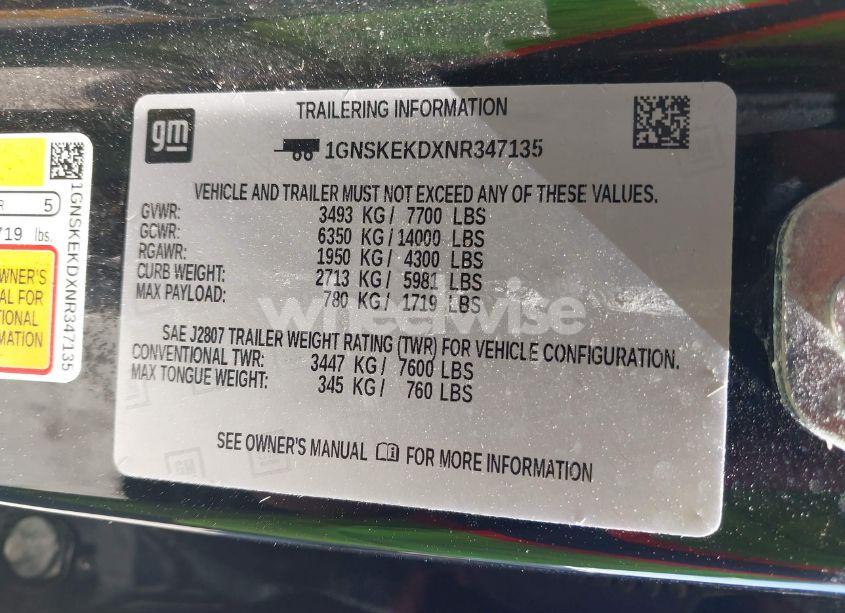 gm
TRAILERING INFORMATION
1GNSKEKDXNR347135
VEHICLE AND TRAILER MUST NOT EXCEED ANY OF THESE VALUES.
GVWR: 3493 KG / 7700 LBS
GCWR: 6350 KG / 14000 LBS
RGAWR: 1950 KG / 4300 LBS
CURB WEIGHT: 2713 KG / 5981 LBS
MAX PAYLOAD: 780 KG / 1719 LBS
SAE J2807 TRAILER WEIGHT RATING (TWR) FOR VEHICLE CONFIGURATION.
CONVENTIONAL TWR: 3447 KG / 7600 LBS
MAX TONGUE WEIGHT: 345 KG / 760 LBS
SEE OWNER'S MANUAL FOR MORE INFORMATION
wheelwise
R 5
719 lbs.
WNER'S
AL FOR
TIONAL
MATION
1GNSKEKDXNR347135